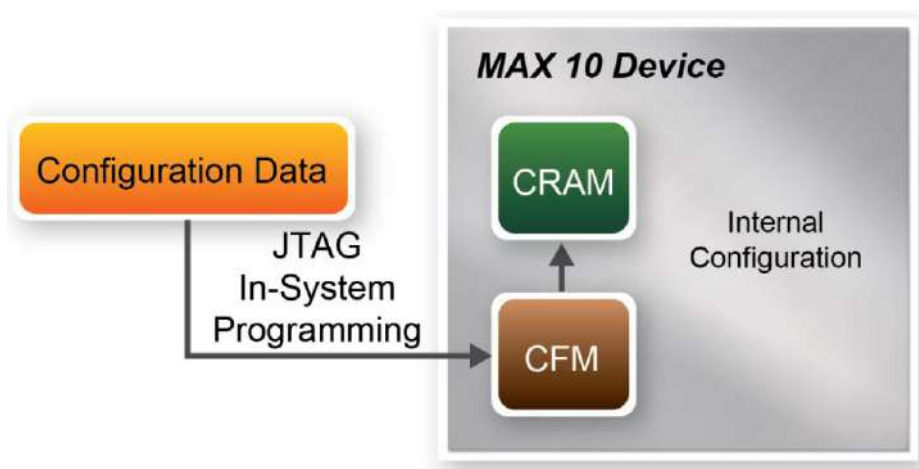 MAX 10 Device
Configuration Data
CRAM
JTAG
In-System
Programming
Internal
Configuration
CFM